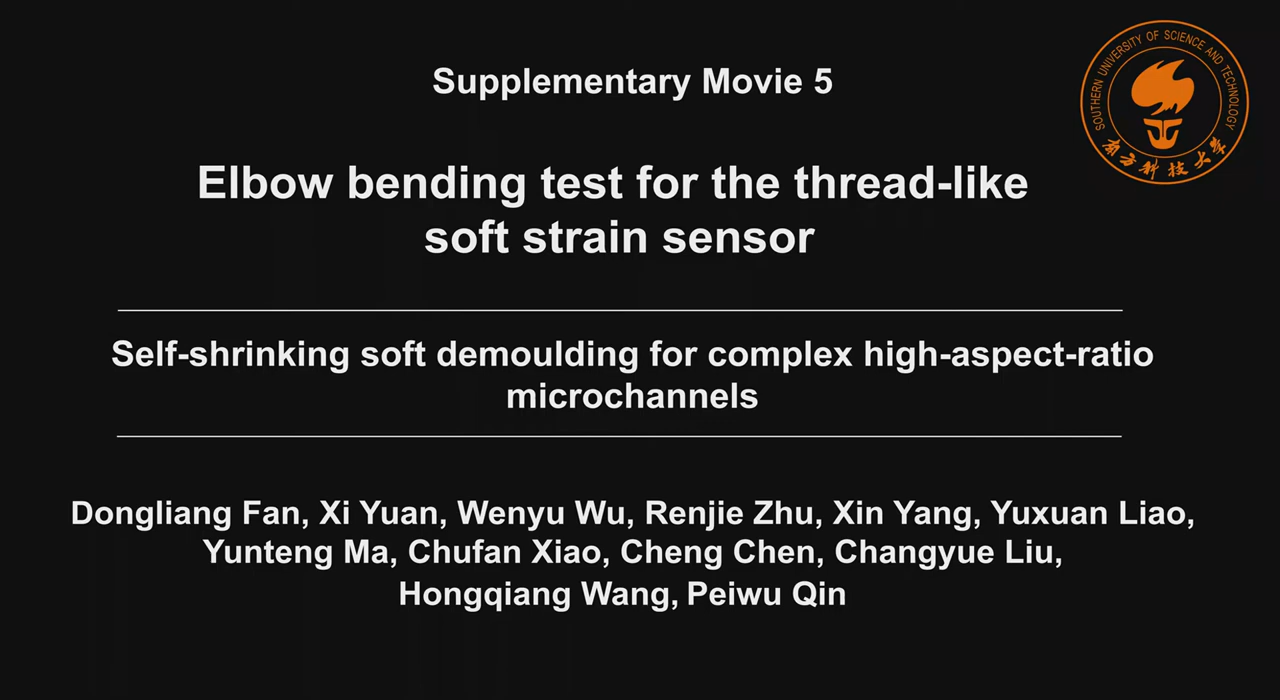 Supplementary Movie 5
SOUTHERN UNIVERSITY OF SCIENCE AND TECHNOLOGY
南方科技大学
Elbow bending test for the thread-like
soft strain sensor
Self-shrinking soft demoulding for complex high-aspect-ratio
microchannels
Dongliang Fan, Xi Yuan, Wenyu Wu, Renjie Zhu, Xin Yang, Yuxuan Liao,
Yunteng Ma, Chufan Xiao, Cheng Chen, Changyue Liu,
Hongqiang Wang, Peiwu Qin